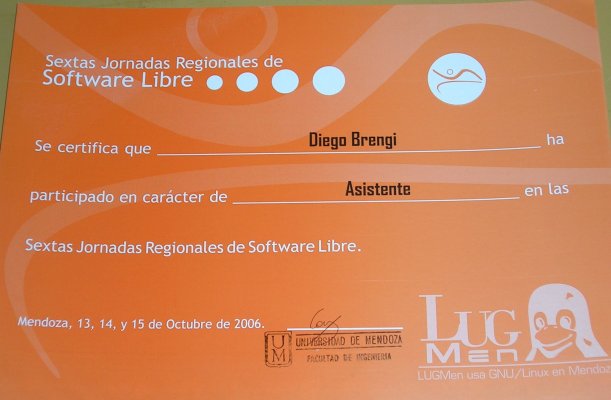 Sextas Jornadas Regionales de
Software Libre
Se certifica que Diego Brengi ha
participado en carácter de Asistente en las
Sextas Jornadas Regionales de Software Libre.
Mendoza, 13, 14, y 15 de Octubre de 2006.
UM
UNIVERSIDAD DE MENDOZA
FACULTAD DE INGENIERIA
LUG
Men
LUGMen usa GNU/Linux en Mendoza